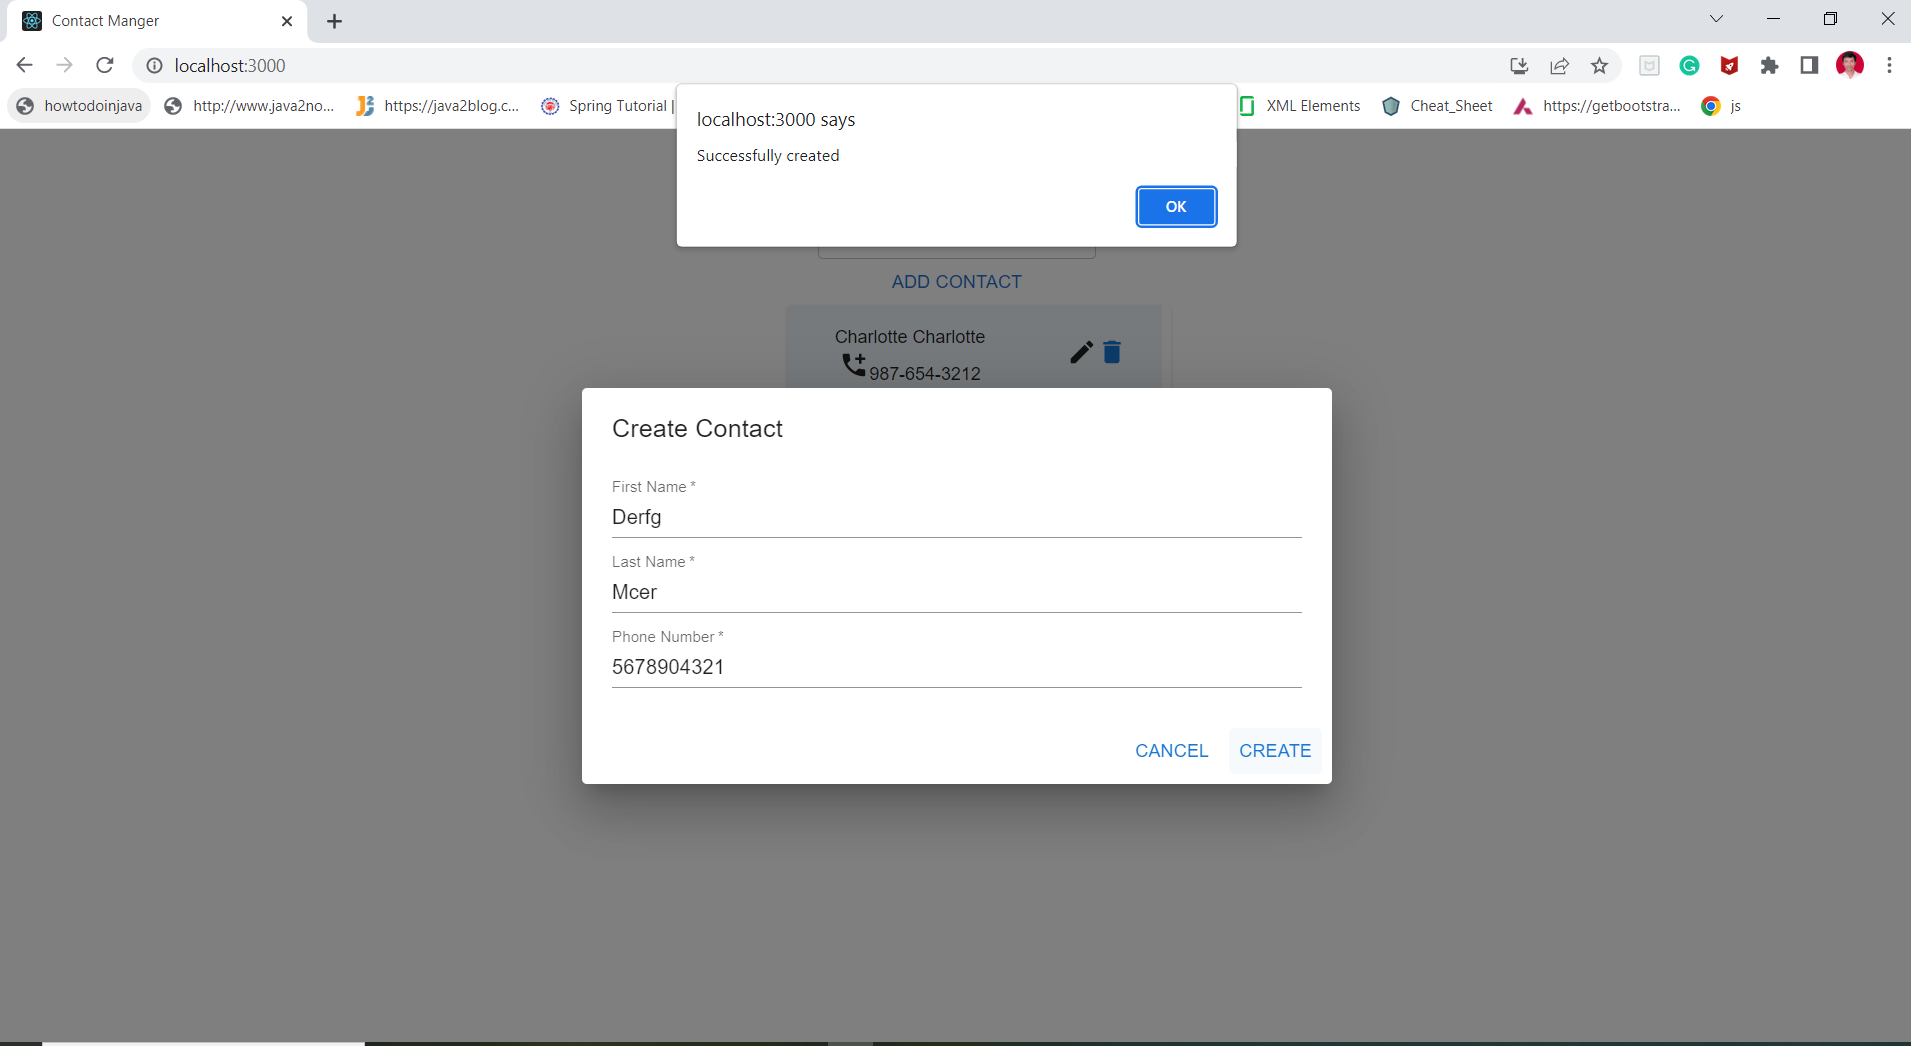 Contact Manger
localhost:3000
howtodoinjava
http://www.java2no...
https://java2blog.c...
Spring Tutorial |
XML Elements
Cheat_Sheet
https://getbootstra...
js
localhost:3000 says
Successfully created
OK
ADD CONTACT
Charlotte Charlotte
987-654-3212
Create Contact
First Name *
Derfg
Last Name *
Mcer
Phone Number *
5678904321
CANCEL
CREATE